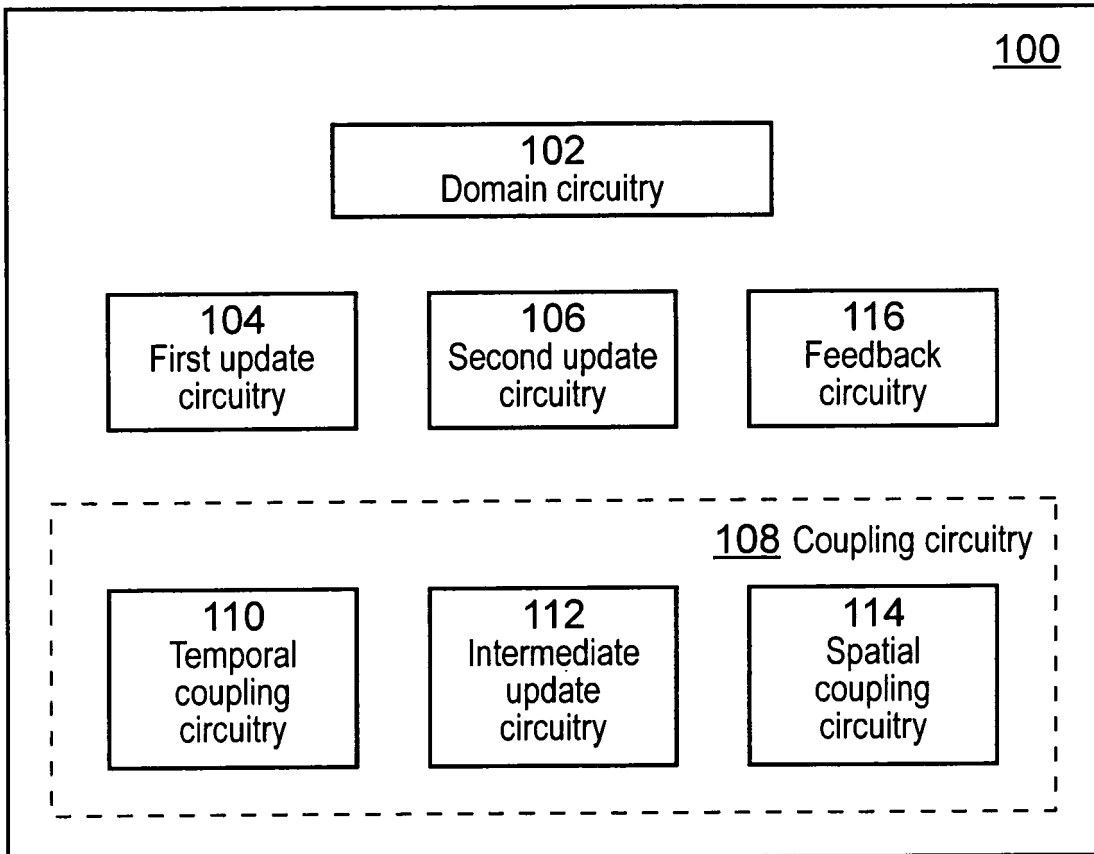 100
102
Domain circuitry
104
First update
circuitry
106
Second update
circuitry
116
Feedback
circuitry
108 Coupling circuitry
110
Temporal
coupling
circuitry
112
Intermediate
update
circuitry
114
Spatial
coupling
circuitry